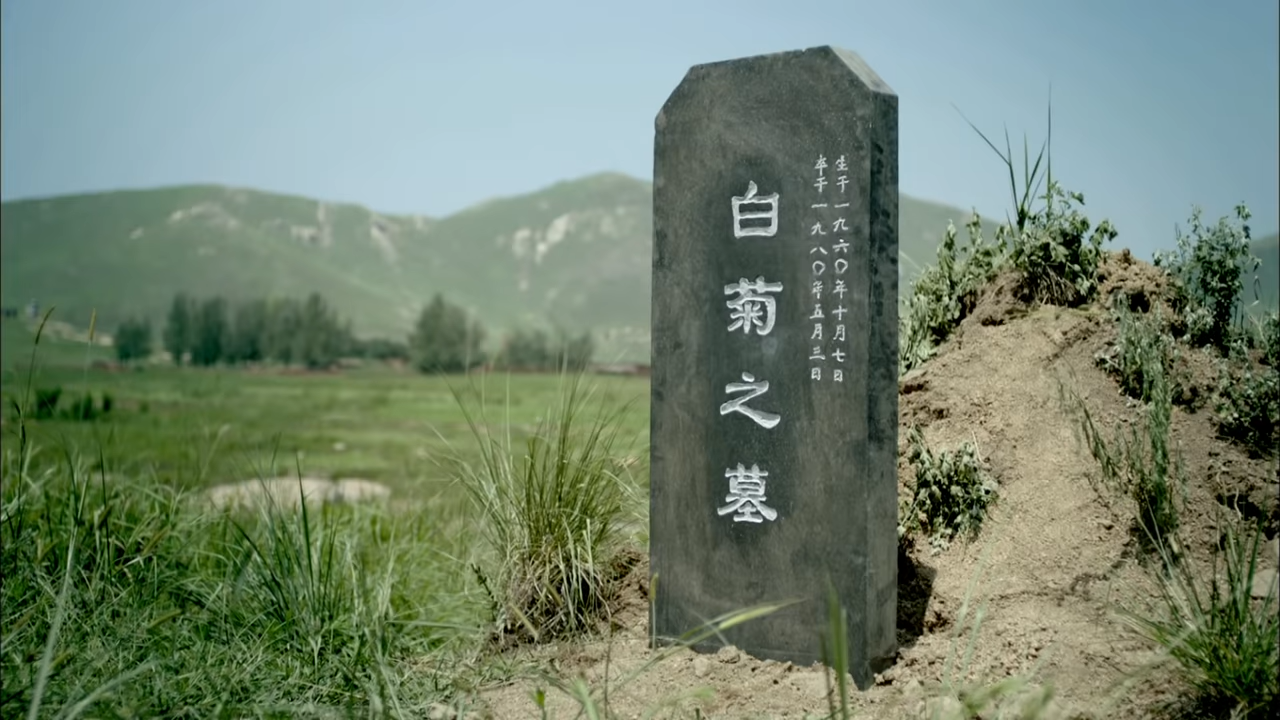 生于一九六〇年十月七日
卒于一九八〇年五月三日
白菊之墓